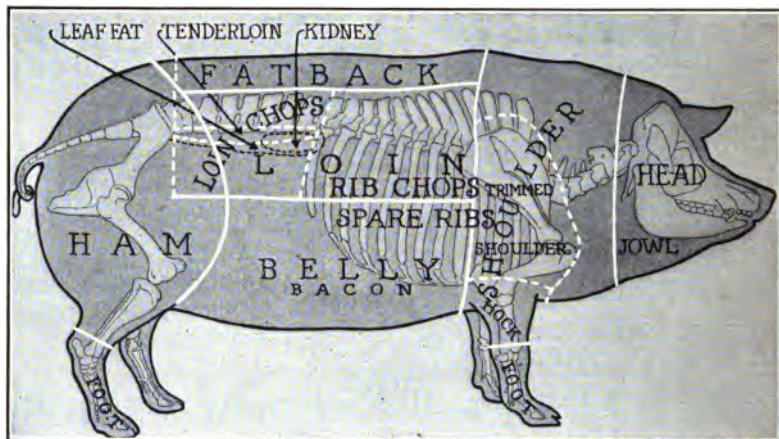 LEAF FAT TENDERLOIN KIDNEY
FATBACK
LOIN CHOPS
LOIN
RIB CHOPS
TRIMMED
SHOULDER
SHOULDER
HEAD
JOWL
SPARE RIBS
HAM
BELLY
BACON
HOCK
FOOT
FOOT